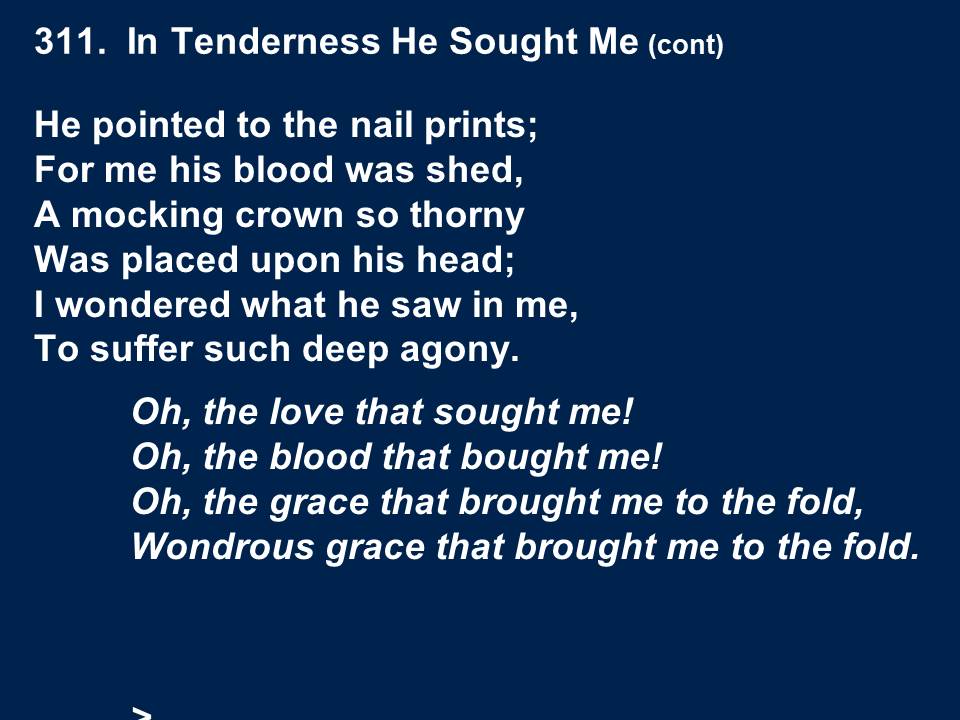 311. In Tenderness He Sought Me (cont)
He pointed to the nail prints;
For me his blood was shed,
A mocking crown so thorny
Was placed upon his head;
I wondered what he saw in me,
To suffer such deep agony.
Oh, the love that sought me!
Oh, the blood that bought me!
Oh, the grace that brought me to the fold,
Wondrous grace that brought me to the fold.
>